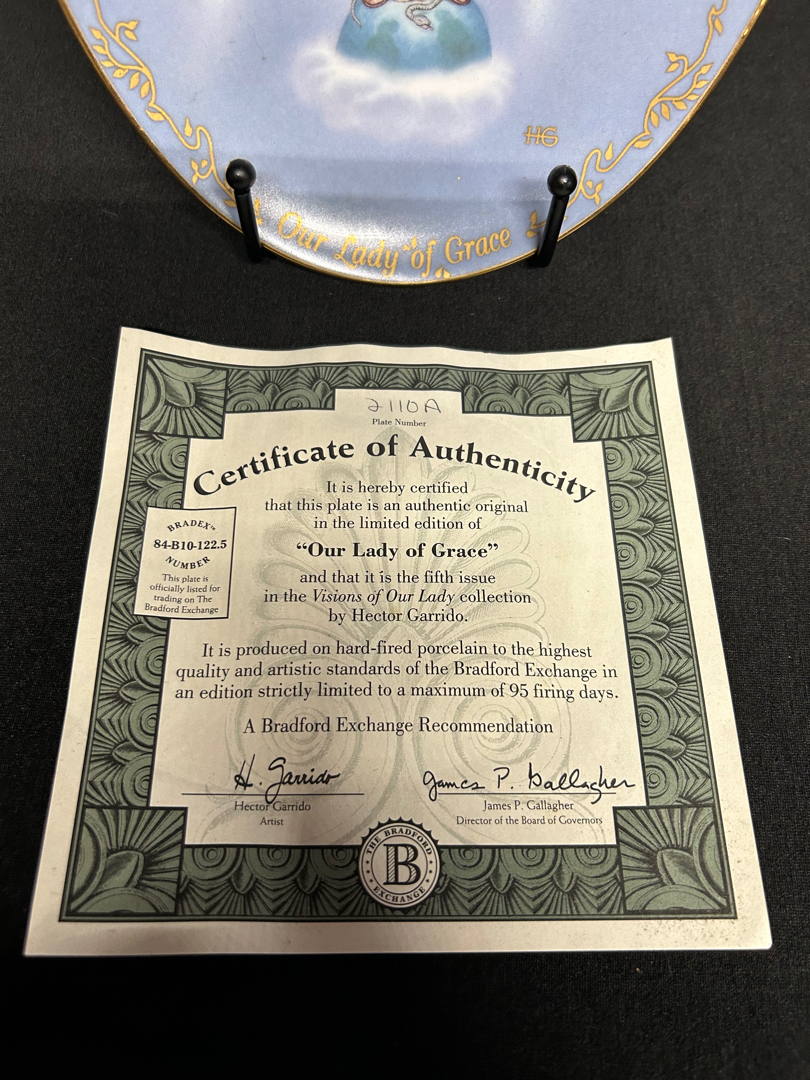 HG
Our Lady of Grace
2110A
Plate Number
Certificate of Authenticity
It is hereby certified
that this plate is an authentic original
in the limited edition of
“Our Lady of Grace”
and that it is the fifth issue
in the Visions of Our Lady collection
by Hector Garrido.
BRADEX™
84-B10-122.5
NUMBER
This plate is
officially listed for
trading on The
Bradford Exchange
It is produced on hard-fired porcelain to the highest
quality and artistic standards of the Bradford Exchange in
an edition strictly limited to a maximum of 95 firing days.
A Bradford Exchange Recommendation
H. Garrido
Hector Garrido
Artist
James P. Gallagher
James P. Gallagher
Director of the Board of Governors
THE BRADFORD
B
EXCHANGE